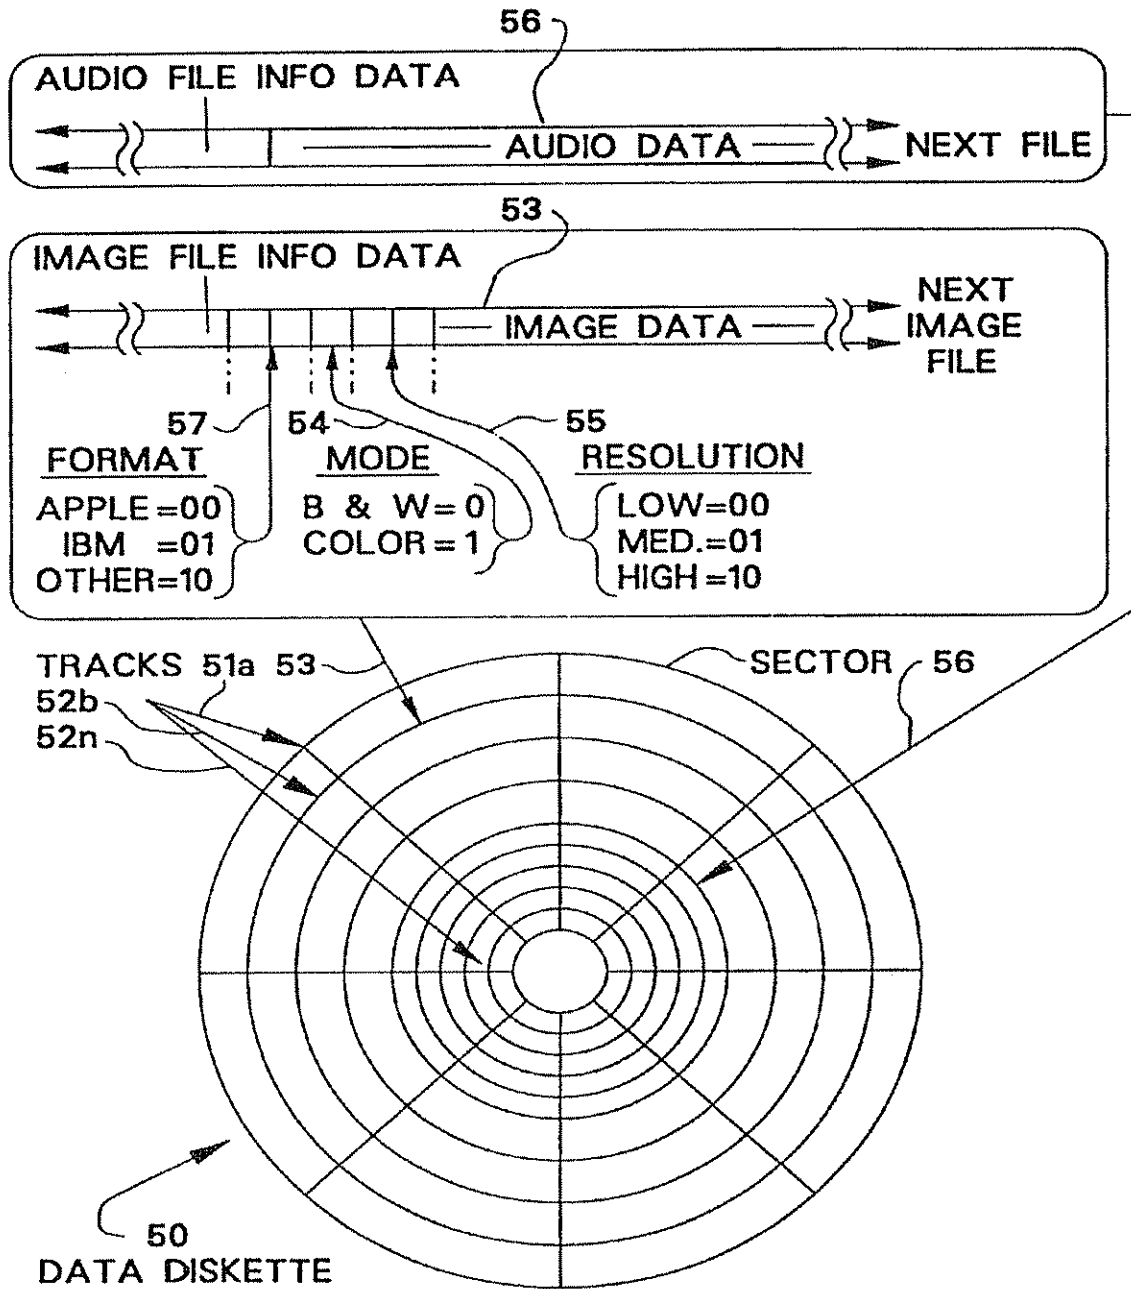 56
AUDIO FILE INFO DATA
AUDIO DATA
NEXT FILE
53
IMAGE FILE INFO DATA
IMAGE DATA
NEXT
IMAGE
FILE
57
54
55
FORMAT
APPLE=00
IBM =01
OTHER=10
MODE
B & W=0
COLOR=1
RESOLUTION
LOW=00
MED.=01
HIGH=10
TRACKS 51a 53
52b
52n
SECTOR 56
50
DATA DISKETTE